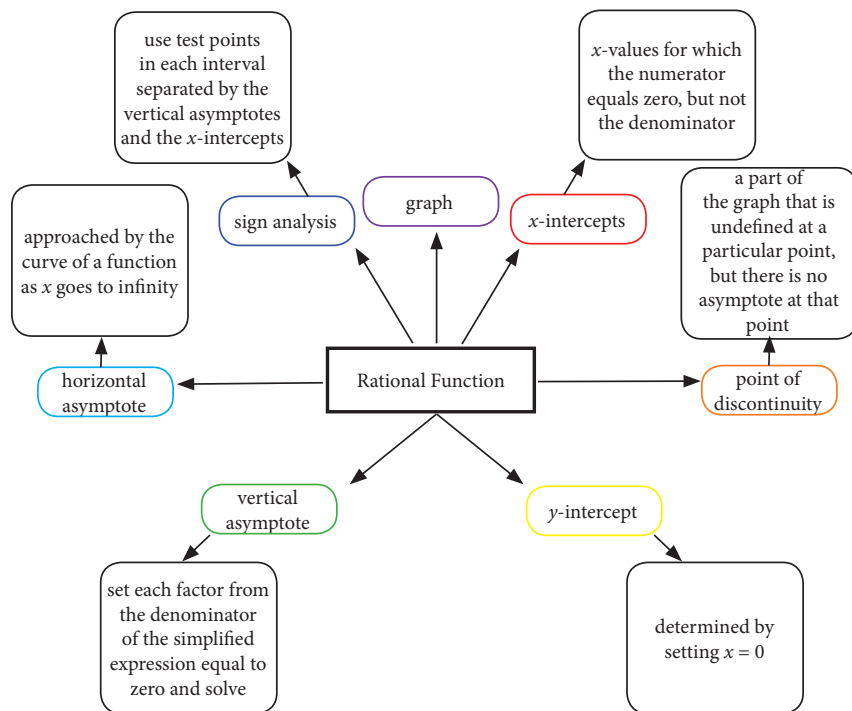 use test points
in each interval
separated by the
vertical asymptotes
and the x-intercepts
x-values for which
the numerator
equals zero, but not
the denominator
sign analysis
graph
x-intercepts
approached by the
curve of a function
as x goes to infinity
a part of
the graph that is
undefined at a
particular point,
but there is no
asymptote at that
point
horizontal
asymptote
Rational Function
point of
discontinuity
vertical
asymptote
y-intercept
set each factor from
the denominator
of the simplified
expression equal to
zero and solve
determined by
setting x = 0